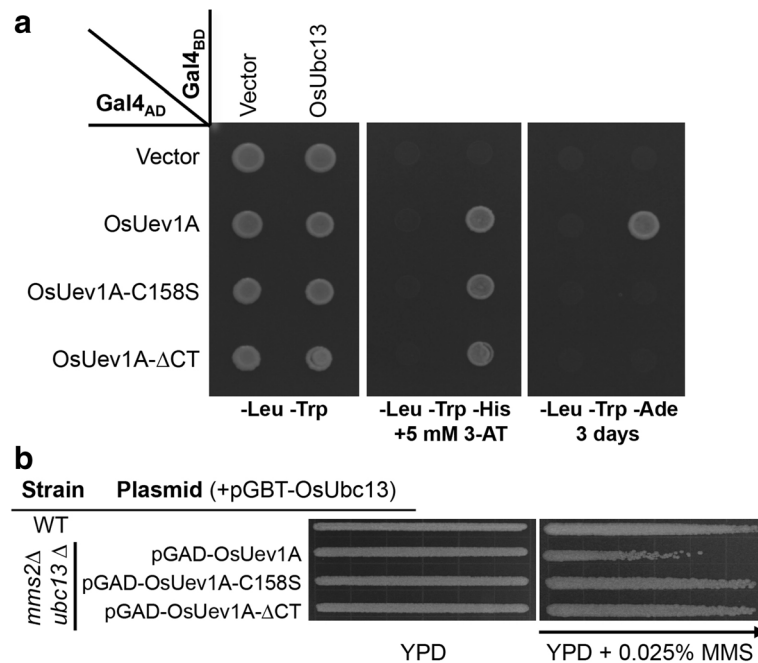 a
Gal4BD
Gal4AD
Vector
OsUbc13
Vector
OsUev1A
OsUev1A-C158S
OsUev1A-ΔCT
-Leu -Trp
-Leu -Trp -His
+5 mM 3-AT
-Leu -Trp -Ade
3 days
b
Strain Plasmid (+pGBT-OsUbc13)
WT
mms2Δ
ubc13 Δ
pGAD-OsUev1A
pGAD-OsUev1A-C158S
pGAD-OsUev1A-ΔCT
YPD
YPD + 0.025% MMS